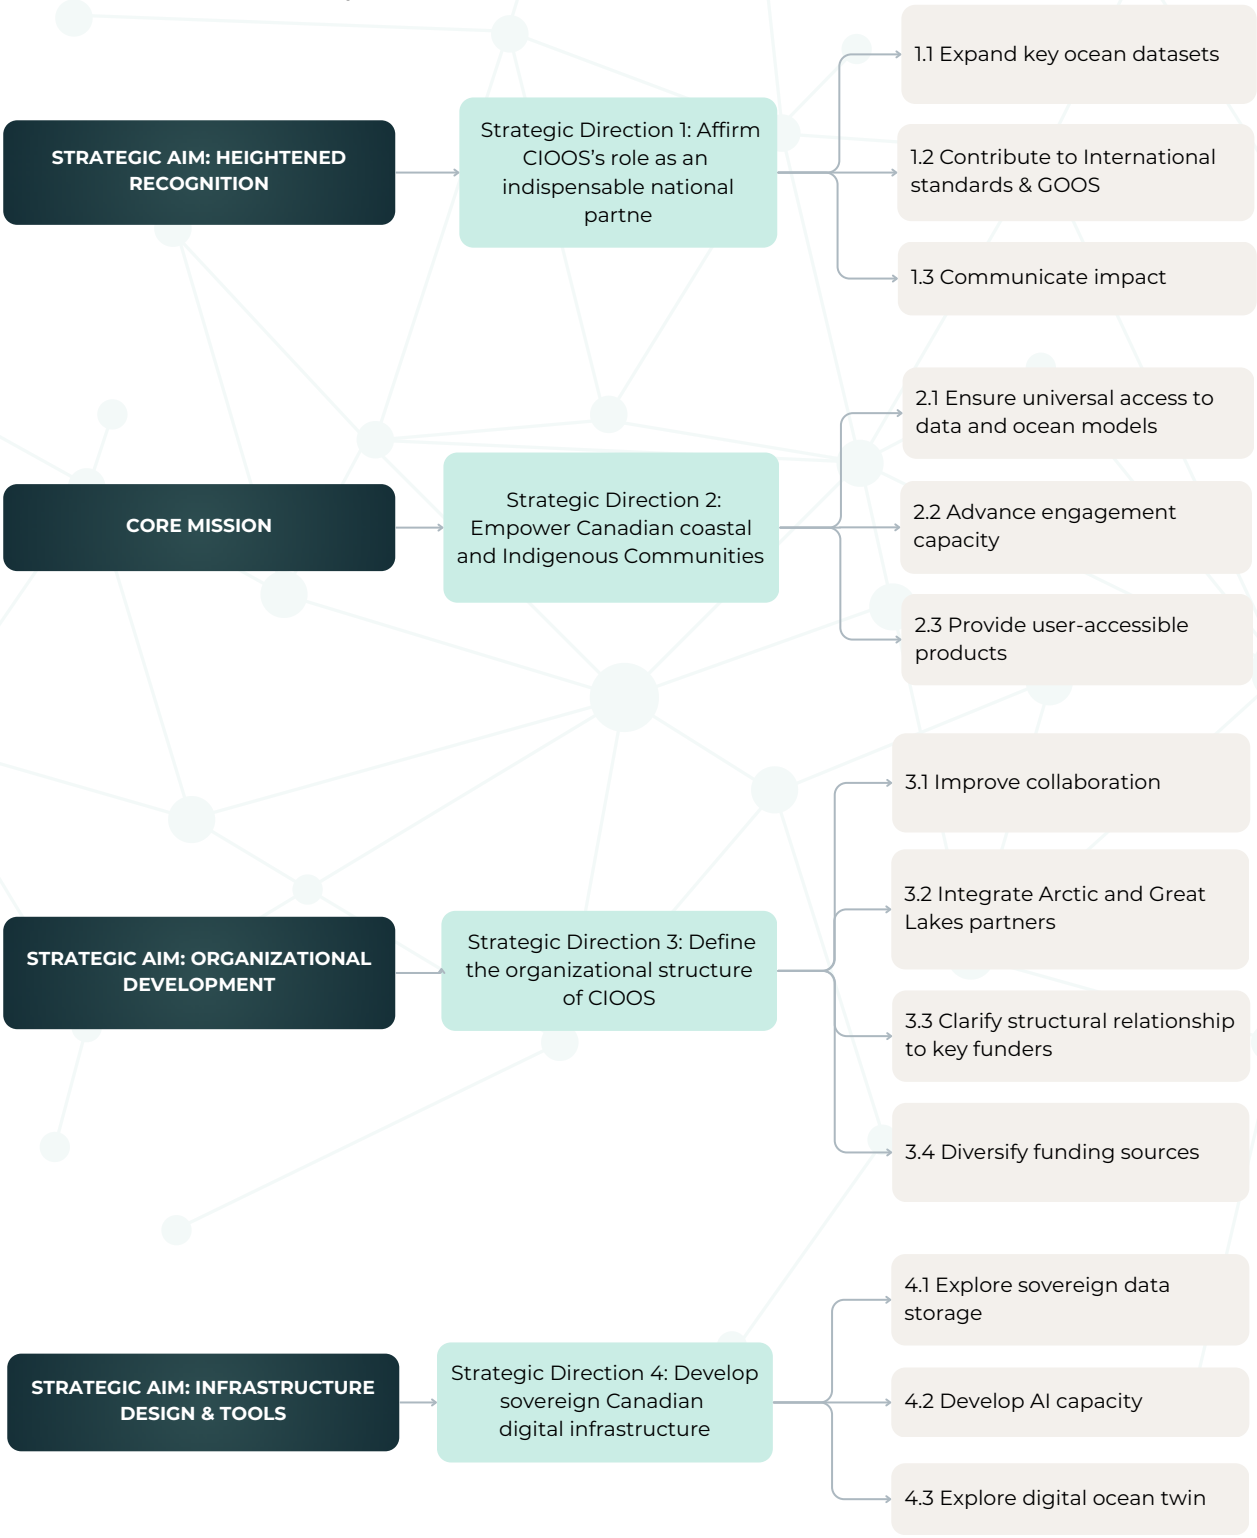 STRATEGIC AIM: HEIGHTENED
RECOGNITION
Strategic Direction 1: Affirm
CIOOS's role as an
indispensable national
partne
1.1 Expand key ocean datasets
1.2 Contribute to International
standards & GOOS
1.3 Communicate impact
CORE MISSION
Strategic Direction 2:
Empower Canadian coastal
and Indigenous Communities
2.1 Ensure universal access to
data and ocean models
2.2 Advance engagement
capacity
2.3 Provide user-accessible
products
STRATEGIC AIM: ORGANIZATIONAL
DEVELOPMENT
Strategic Direction 3: Define
the organizational structure
of CIOOS
3.1 Improve collaboration
3.2 Integrate Arctic and Great
Lakes partners
3.3 Clarify structural relationship
to key funders
3.4 Diversify funding sources
STRATEGIC AIM: INFRASTRUCTURE
DESIGN & TOOLS
Strategic Direction 4: Develop
sovereign Canadian
digital infrastructure
4.1 Explore sovereign data
storage
4.2 Develop AI capacity
4.3 Explore digital ocean twin